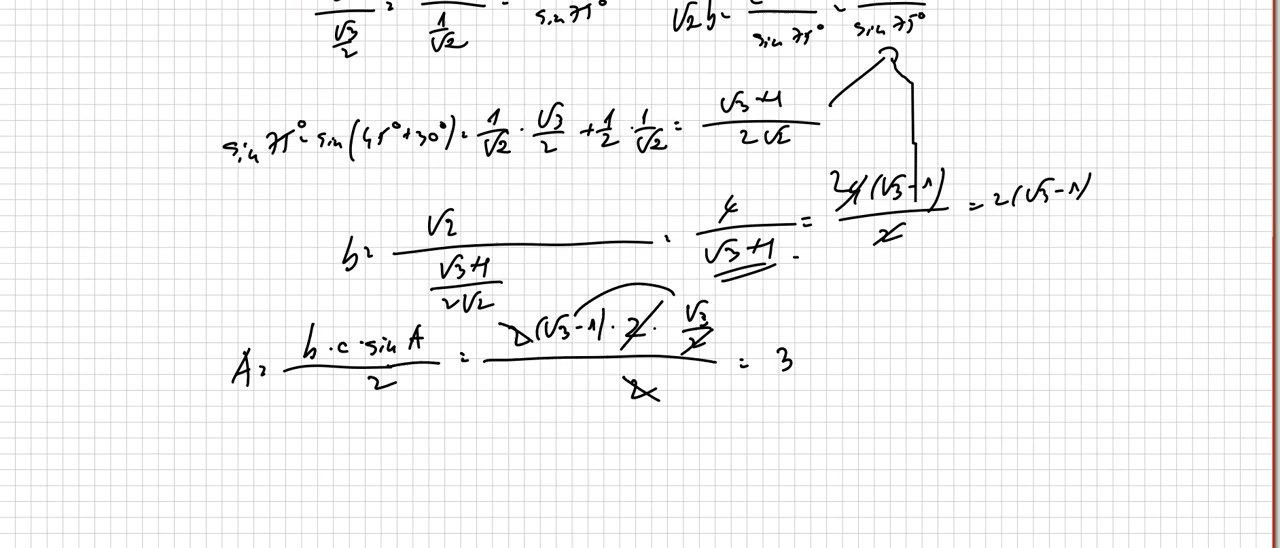 √3/2 = 1/√2 = sin 75° √2 b = sin 75° = sin 75°
sin 75° = sin(45°+30°) = 1/√2 · √3/2 + 1/2 · 1/√2 = (√3+1)/(2√2)
b = √2/((√3+1)/(2√2)) = 4/(√3+1) = 24(√3-1)/2 = 2(√3-1)
A = (b·c·sin A)/2 = (2(√3-1)·2·√3/2)/2 = 3